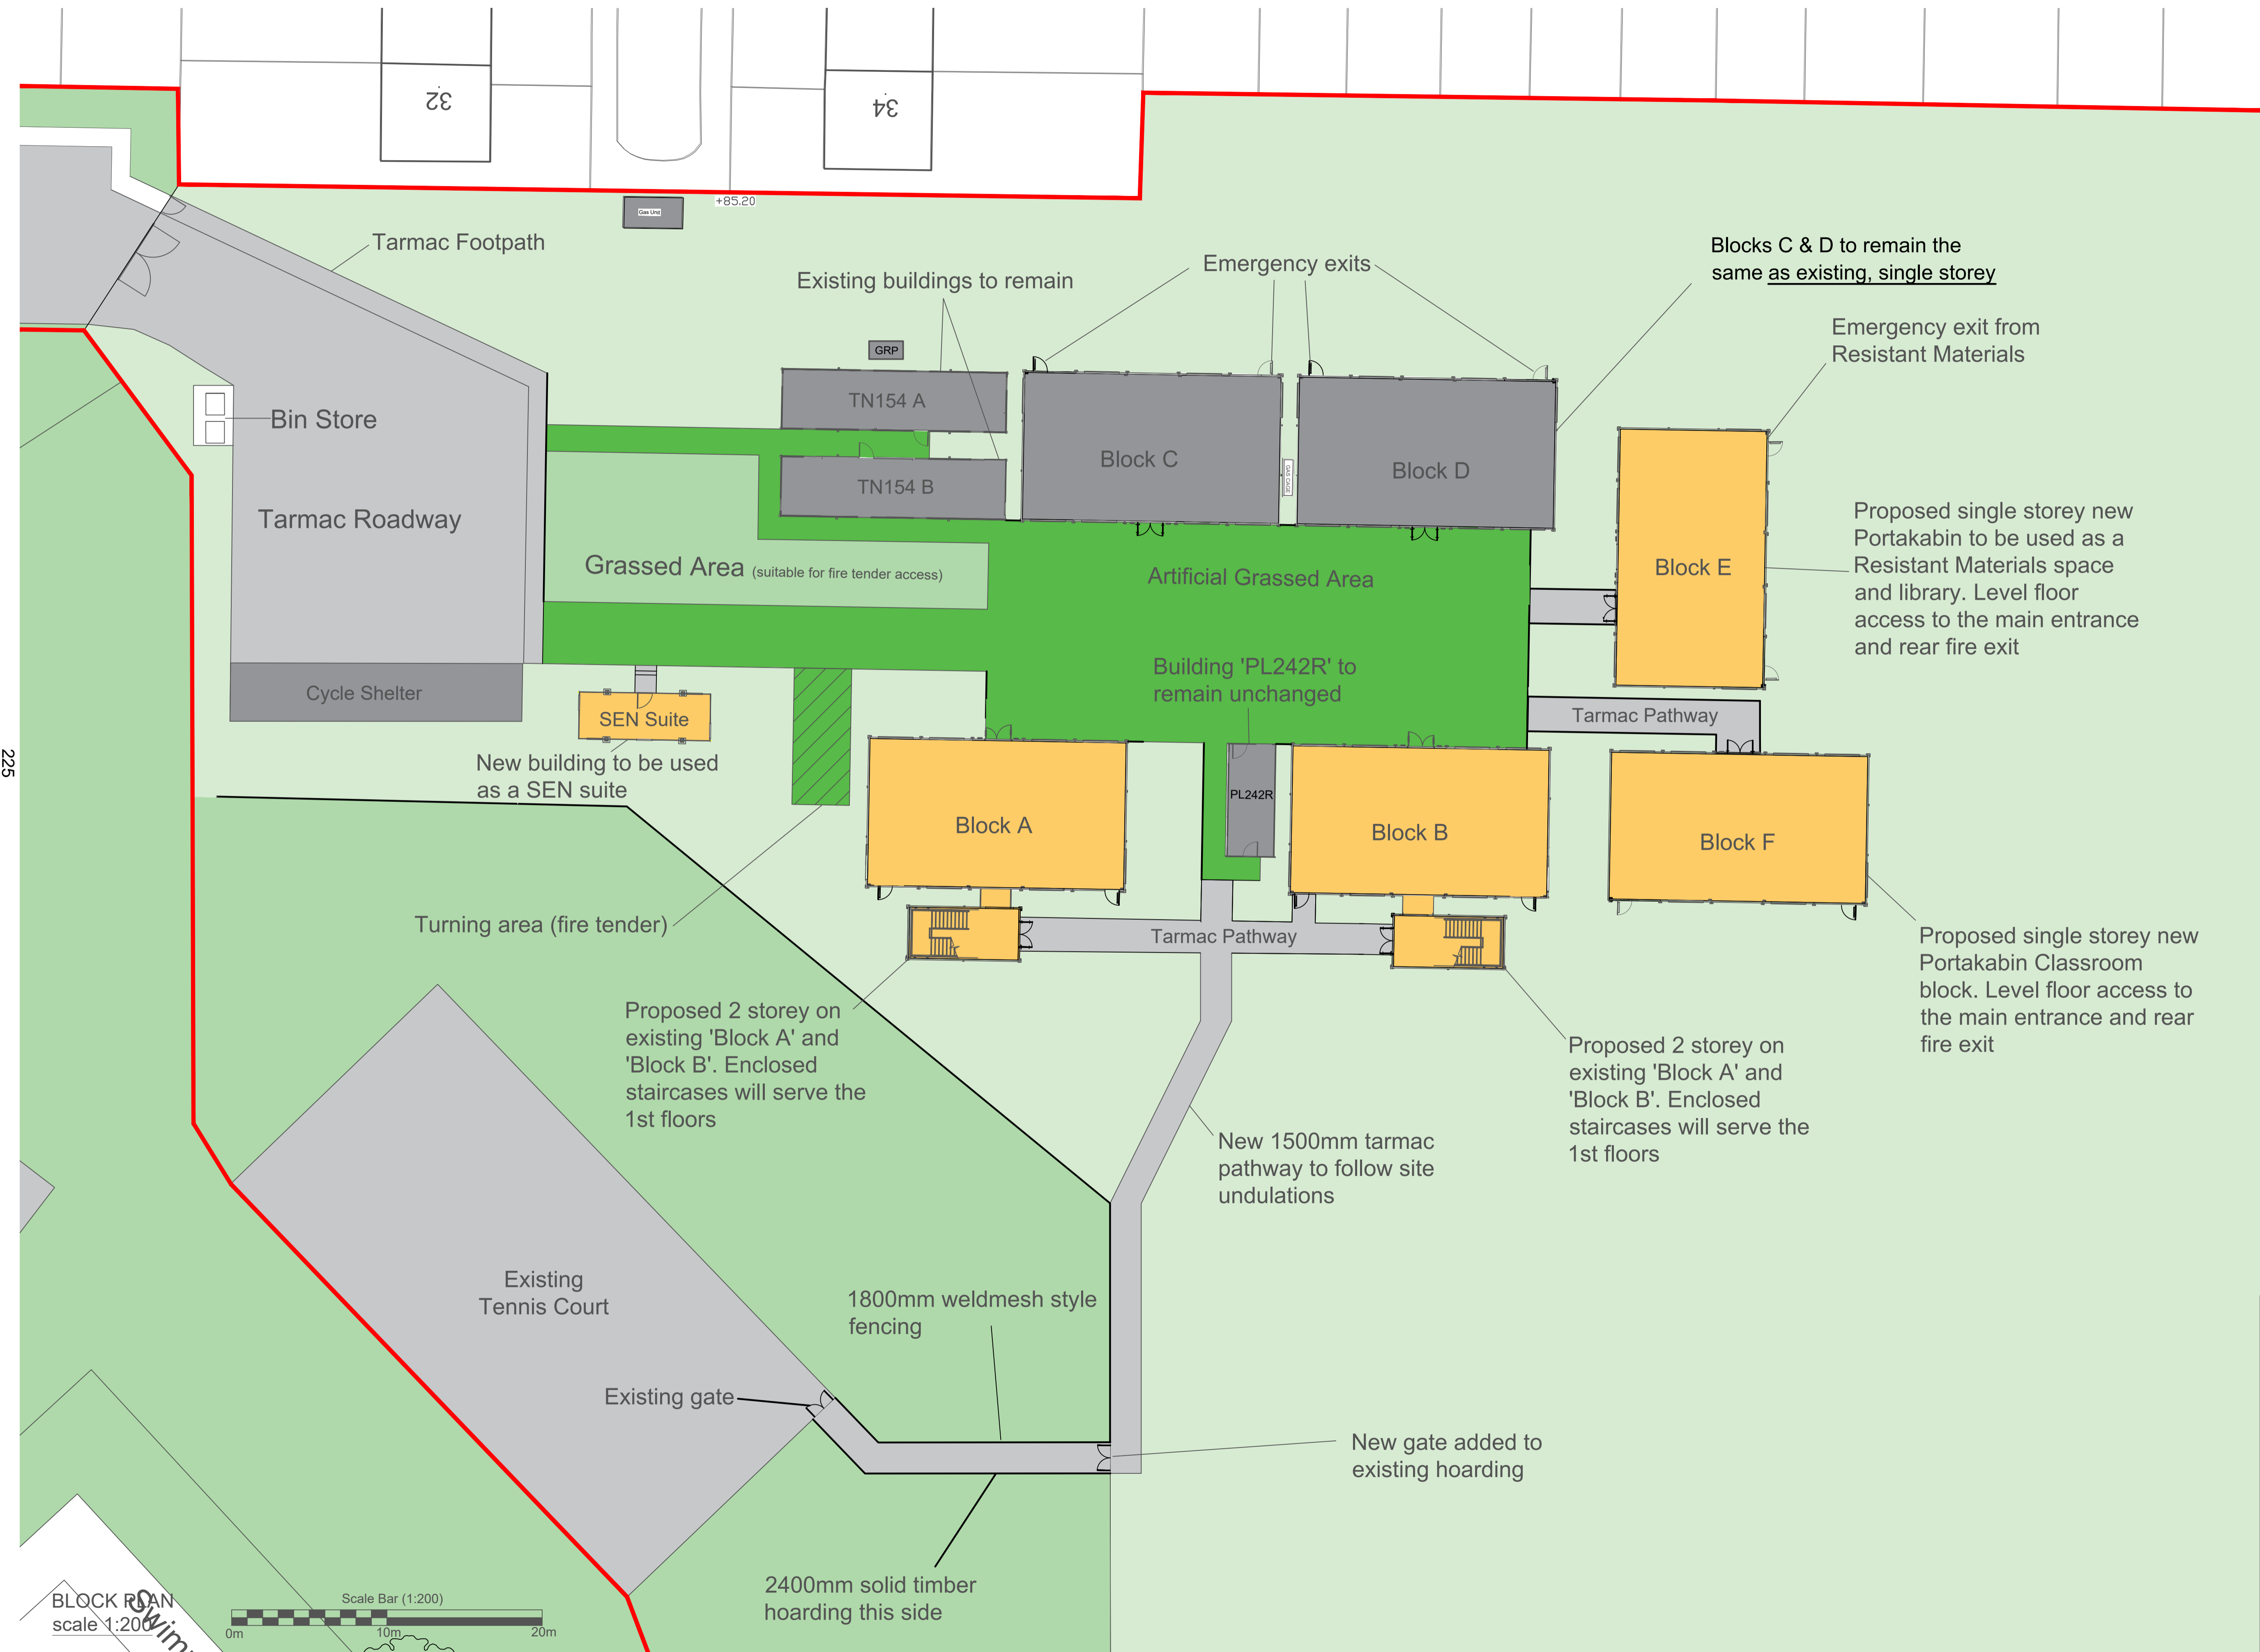 32
34
Gas Unit
+85.20
Tarmac Footpath
Existing buildings to remain
Emergency exits
Blocks C & D to remain the
same as existing, single storey
Emergency exit from
Resistant Materials
GRP
TN154 A
TN154 B
Block C
GAS CAGE
Block D
Bin Store
Tarmac Roadway
Grassed Area (suitable for fire tender access)
Artificial Grassed Area
Block E
Proposed single storey new
Portakabin to be used as a
Resistant Materials space
and library. Level floor
access to the main entrance
and rear fire exit
Building 'PL242R' to
remain unchanged
Cycle Shelter
SEN Suite
New building to be used
as a SEN suite
Tarmac Pathway
225
PL242R
Block A
Block B
Block F
Turning area (fire tender)
Tarmac Pathway
Proposed single storey new
Portakabin Classroom
block. Level floor access to
the main entrance and rear
fire exit
Proposed 2 storey on
existing 'Block A' and
'Block B'. Enclosed
staircases will serve the
1st floors
Proposed 2 storey on
existing 'Block A' and
'Block B'. Enclosed
staircases will serve the
1st floors
New 1500mm tarmac
pathway to follow site
undulations
Existing
Tennis Court
1800mm weldmesh style
fencing
Existing gate
New gate added to
existing hoarding
2400mm solid timber
hoarding this side
BLOCK PLAN
scale 1:200
Swim
Scale Bar (1:200)
0m
10m
20m